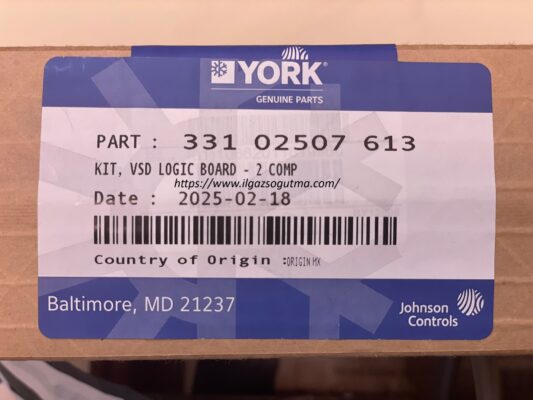 YORK®
GENUINE PARTS
PART : 331 02507 613
KIT, VSD LOGIC BOARD - 2 COMP
https://www.ilgazsogutma.com/
Date : 2025-02-18
Country of Origin :ORIGIN MX
Baltimore, MD 21237
Johnson
Controls